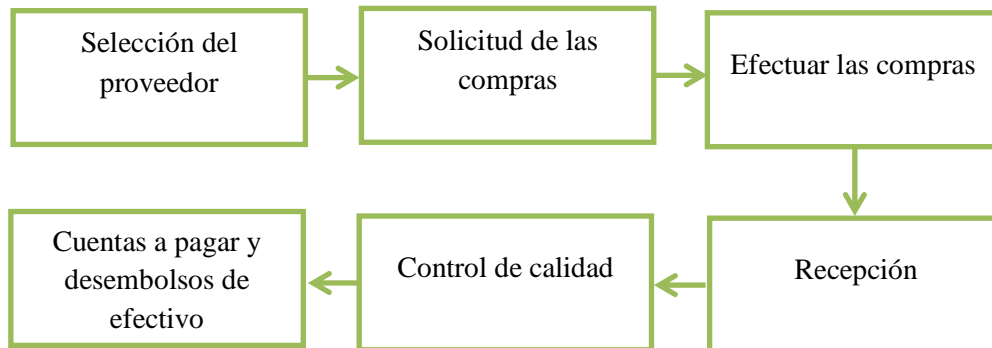 Selección del
proveedor
Solicitud de las
compras
Efectuar las compras
Recepción
Control de calidad
Cuentas a pagar y
desembolsos de
efectivo